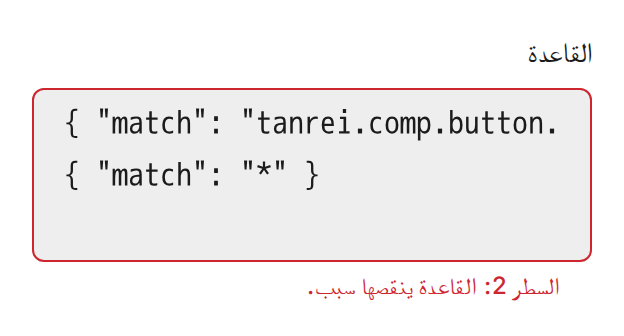 القاعدة
{ "match": "tanrei.comp.button.
{ "match": "*" }
السطر 2: القاعدة ينقصها سبب.